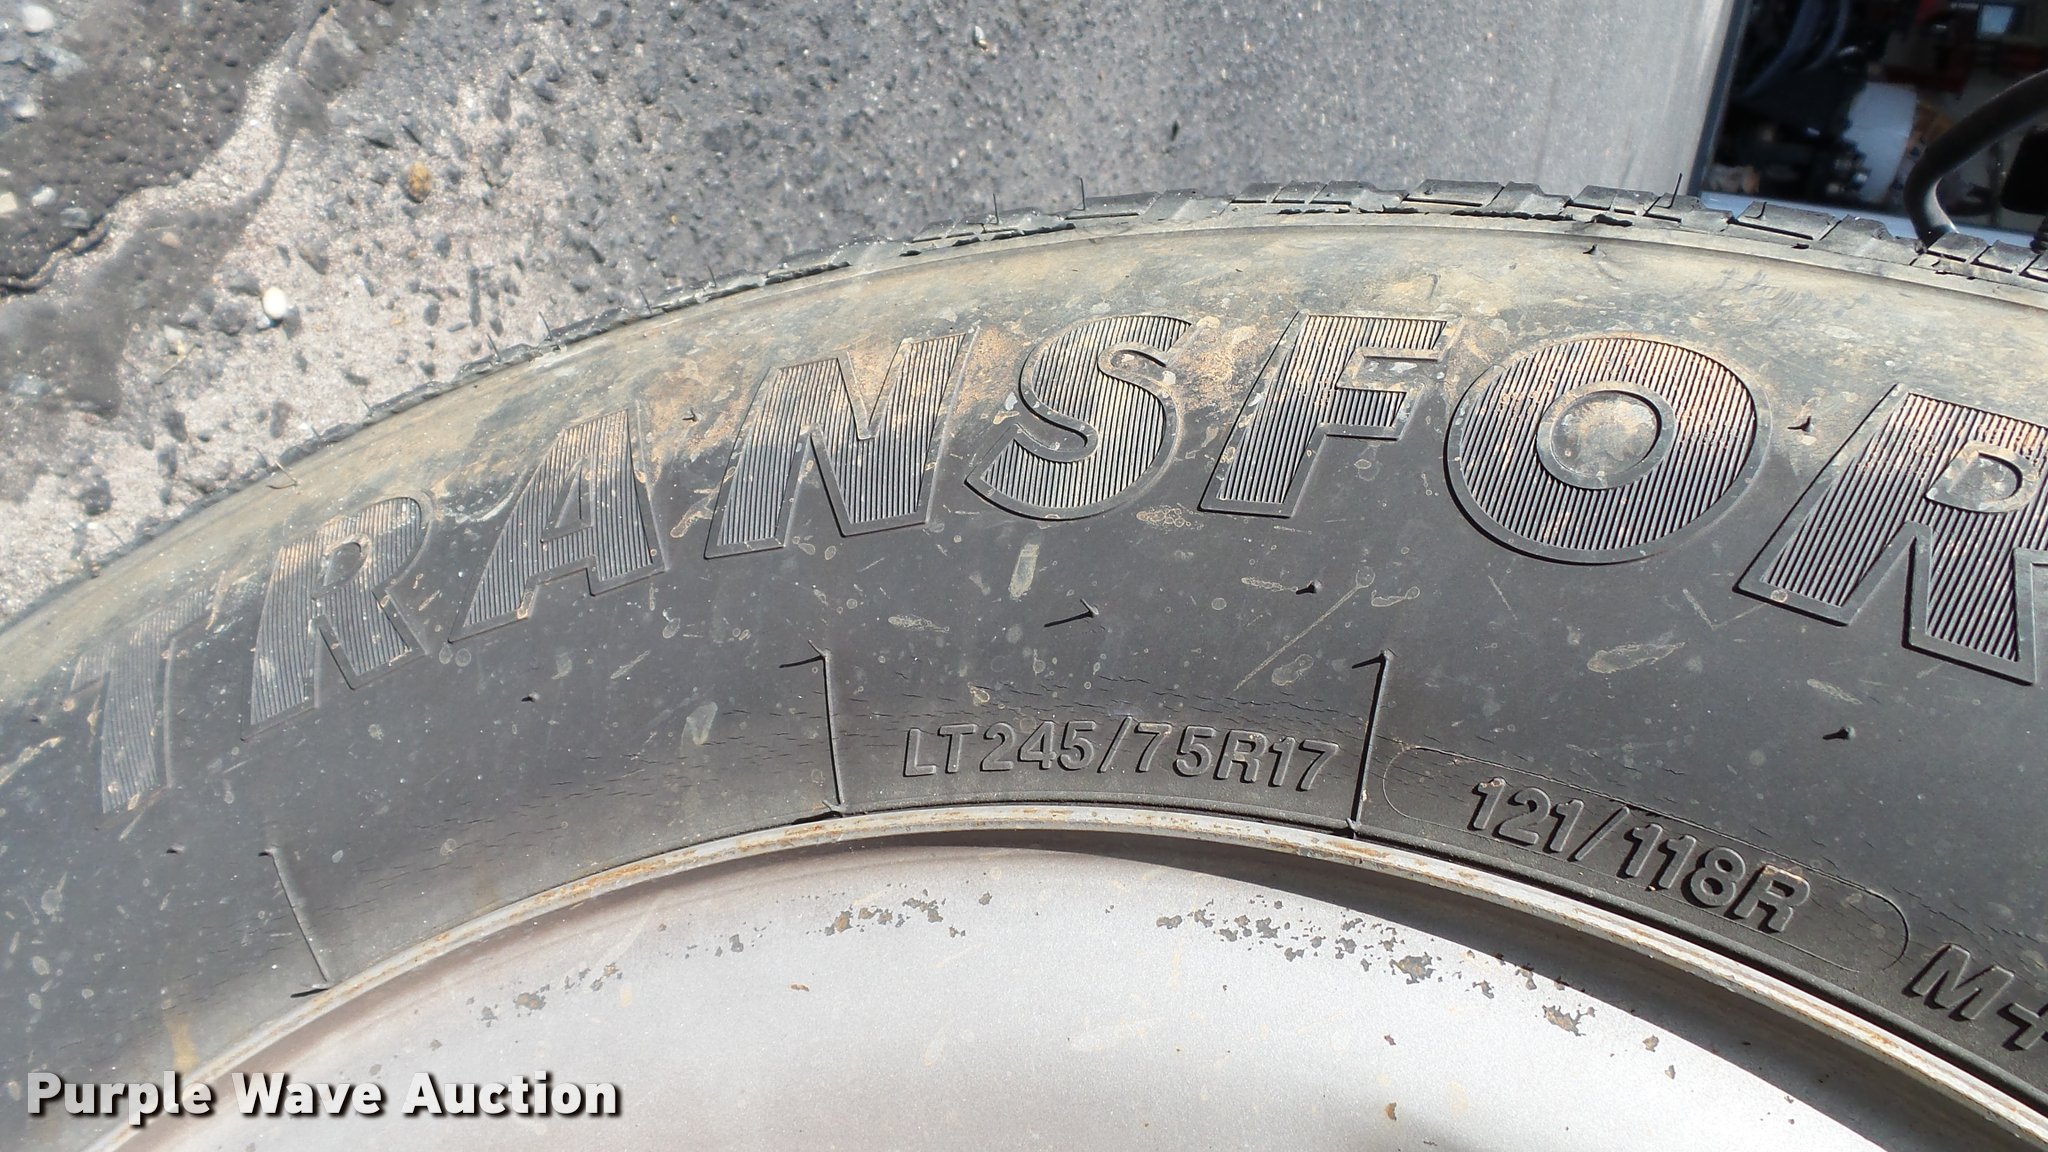 TRANSFOR
LT245/75R17
121/118R
M+
Purple Wave Auction